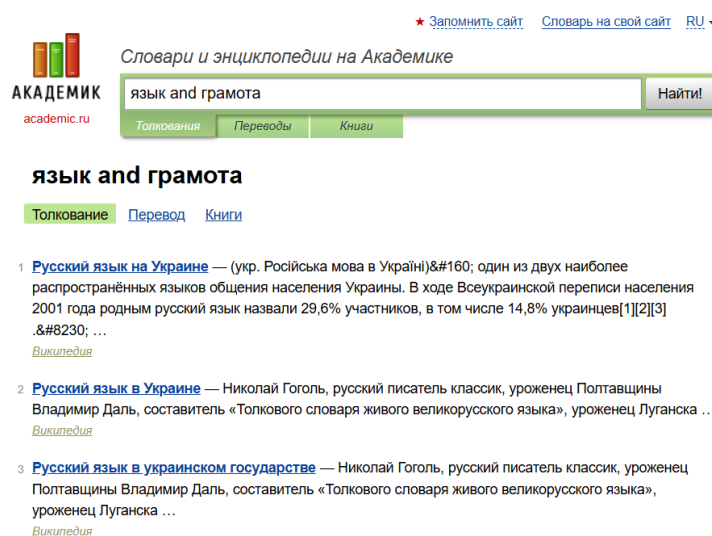 ★ Запомнить сайт Словарь на свой сайт RU
Словари и энциклопедии на Академике
АКАДЕМИК
academic.ru
язык and грамота Найти!
Толкования Переводы Книги
язык and грамота
Толкование Перевод Книги
1 Русский язык на Украине — (укр. Російська мова в Україні)&#160; один из двух наиболее
распространённых языков общения населения Украины. В ходе Всеукраинской переписи населения
2001 года родным русский язык назвали 29,6% участников, в том числе 14,8% украинцев[1][2][3]
.&#8230; …
Википедия
2 Русский язык в Украине — Николай Гоголь, русский писатель классик, уроженец Полтавщины
Владимир Даль, составитель «Толкового словаря живого великорусского языка», уроженец Луганска …
Википедия
3 Русский язык в украинском государстве — Николай Гоголь, русский писатель классик, уроженец
Полтавщины Владимир Даль, составитель «Толкового словаря живого великорусского языка»,
уроженец Луганска …
Википедия